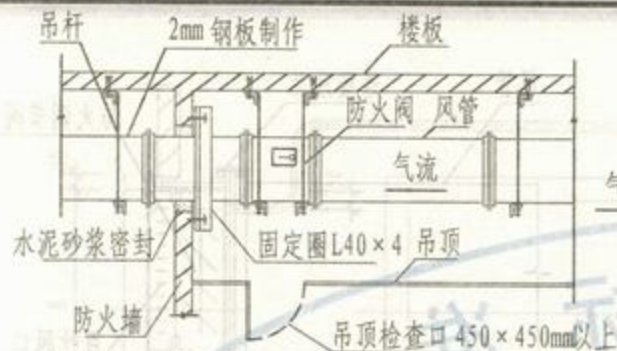 吊杆
2mm 钢板制作
楼板
防火阀
风管
气流
水泥砂浆密封
固定圈L40×4
吊顶
防火墙
吊顶检查口 450×450mm以上